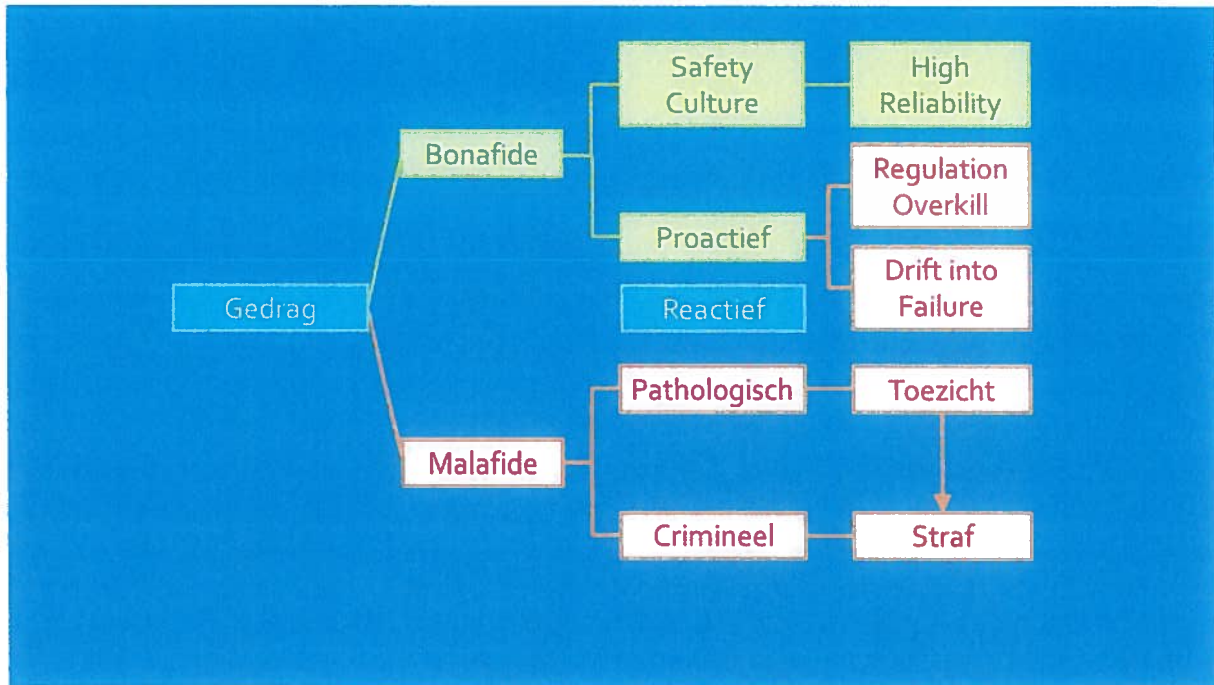 Safety
Culture
High
Reliability
Bonafide
Regulation
Overkill
Proactief
Drift into
Failure
Gedrag
Reactief
Pathologisch
Toezicht
Malafide
Crimineel
Straf